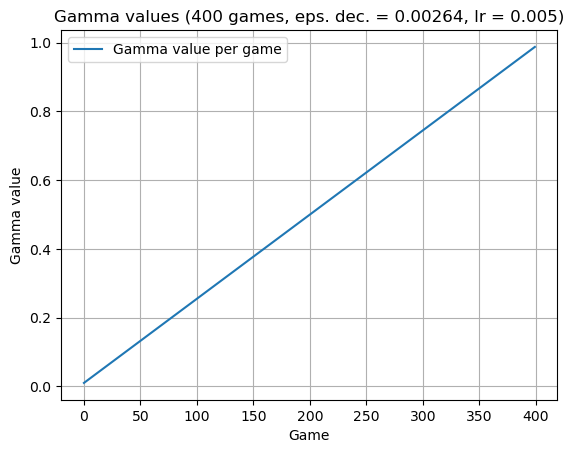 Gamma values (400 games, eps. dec. = 0.00264, lr = 0.005)
Gamma value per game
1.0
0.8
0.6
0.4
0.2
0.0
Gamma value
0 50 100 150 200 250 300 350 400
Game